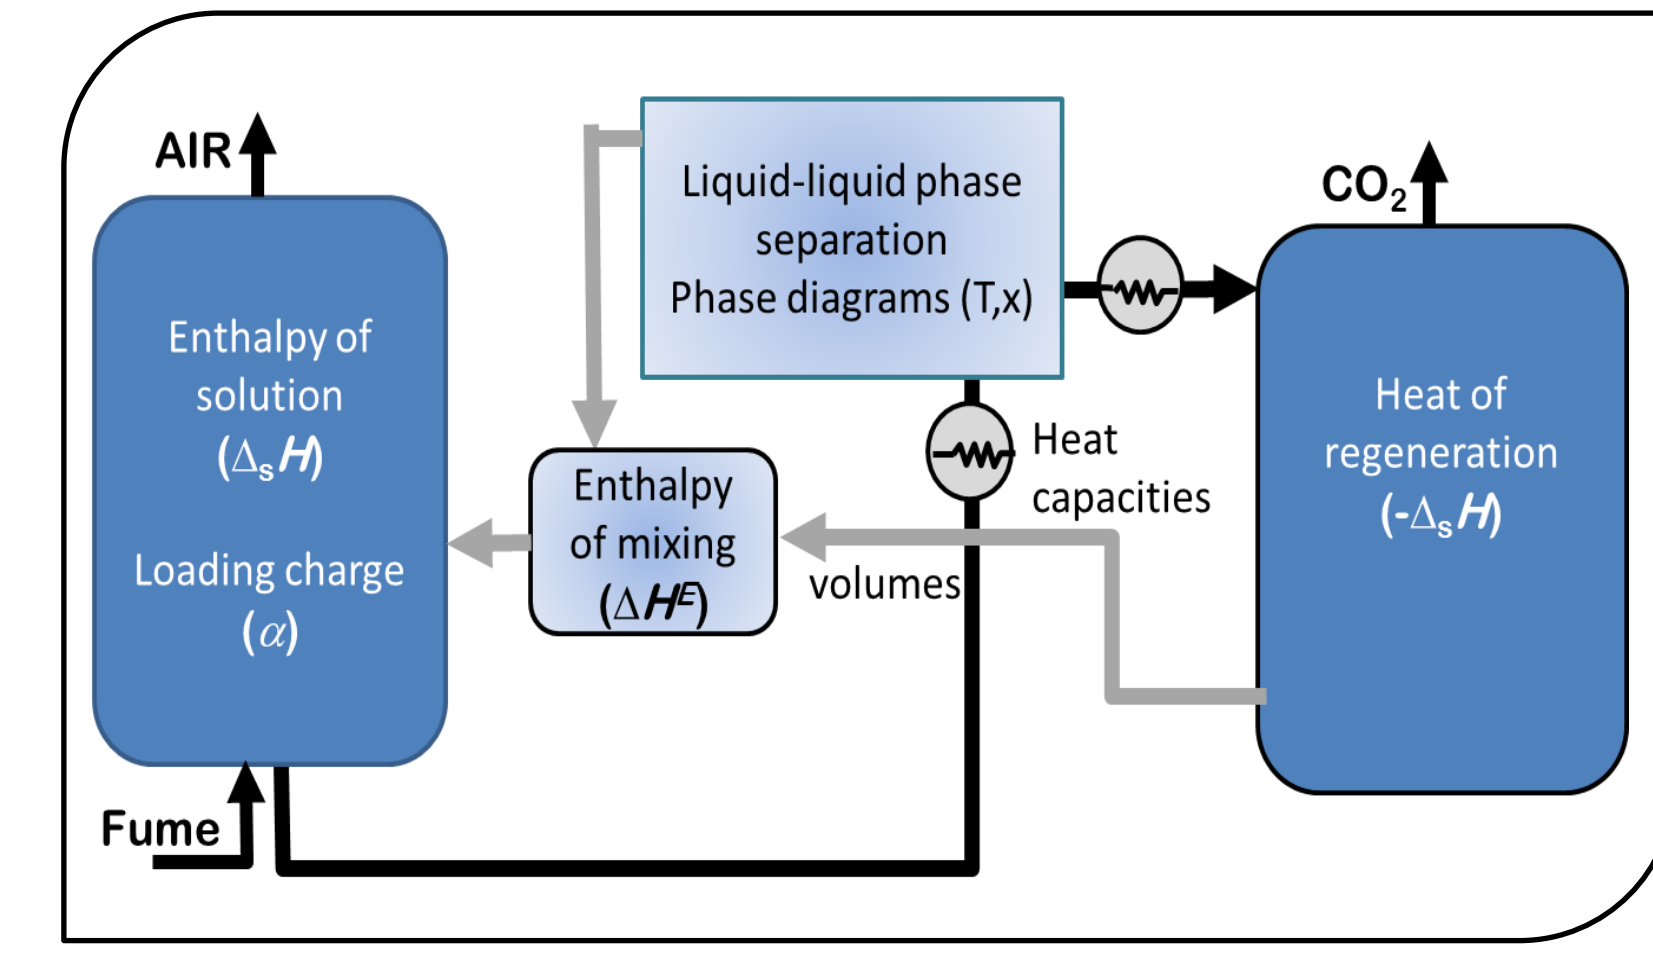 AIR
Enthalpy of
solution
(ΔsH)
Loading charge
(α)
Fume
Liquid-liquid phase
separation
Phase diagrams (T,x)
Enthalpy
of mixing
(ΔHᴱ)
Heat
capacities
volumes
CO₂
Heat of
regeneration
(-ΔsH)